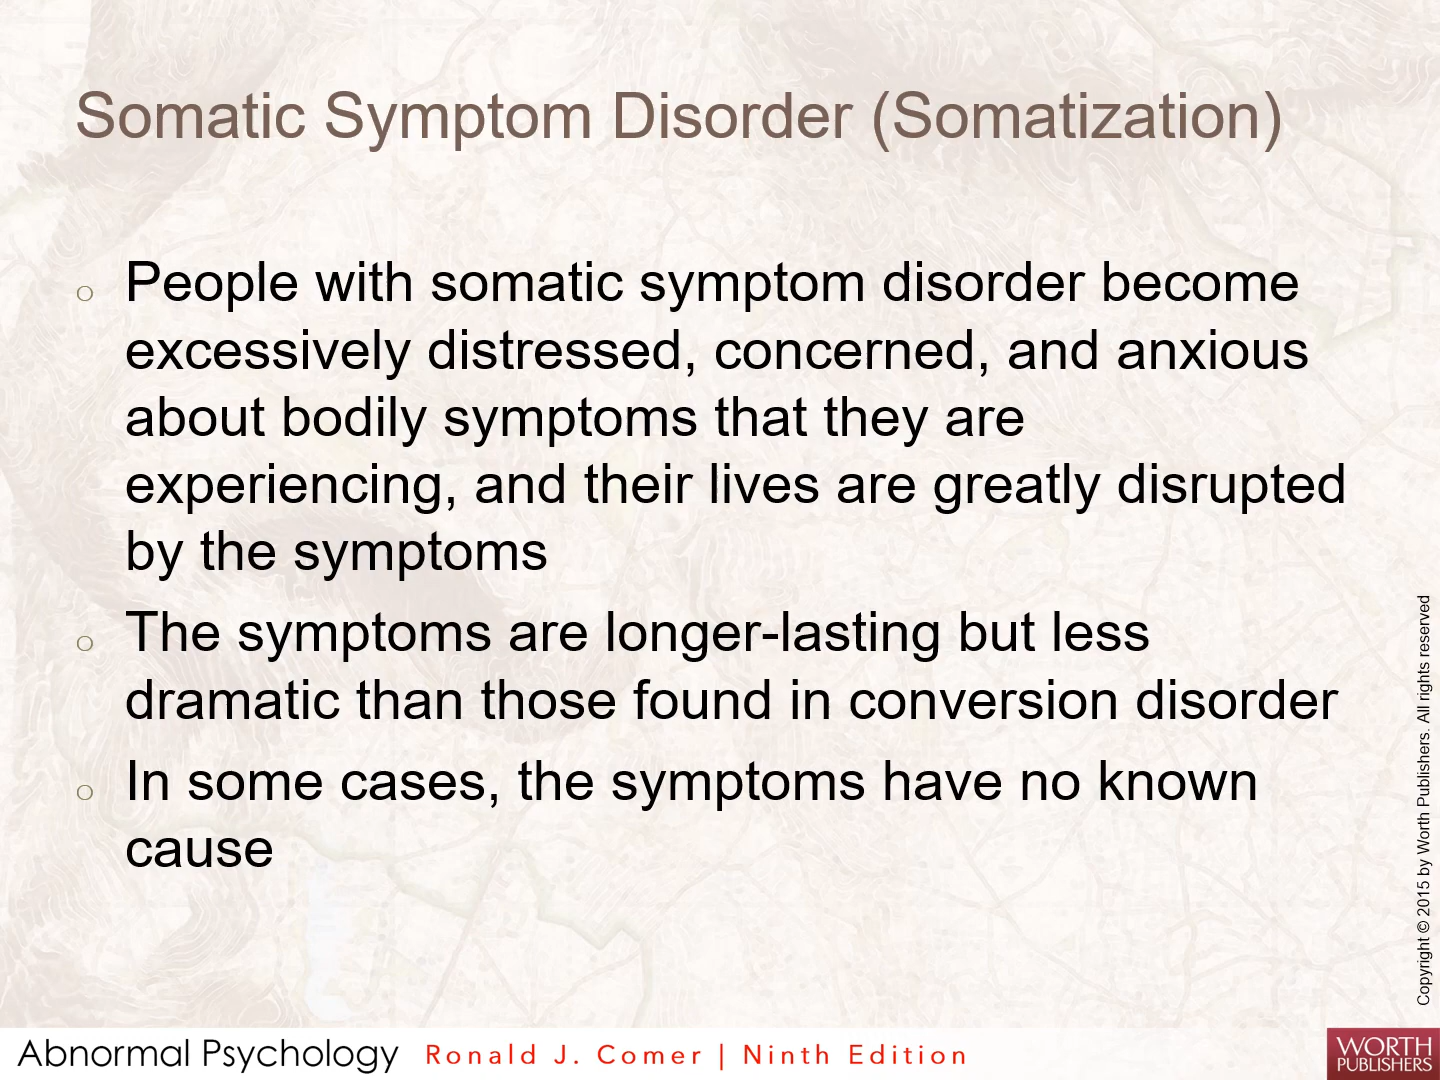 Somatic Symptom Disorder (Somatization)
○ People with somatic symptom disorder become
excessively distressed, concerned, and anxious
about bodily symptoms that they are
experiencing, and their lives are greatly disrupted
by the symptoms
○ The symptoms are longer-lasting but less
dramatic than those found in conversion disorder
○ In some cases, the symptoms have no known
cause
Copyright © 2015 by Worth Publishers. All rights reserved
Abnormal Psychology Ronald J. Comer | Ninth Edition
WORTH
PUBLISHERS